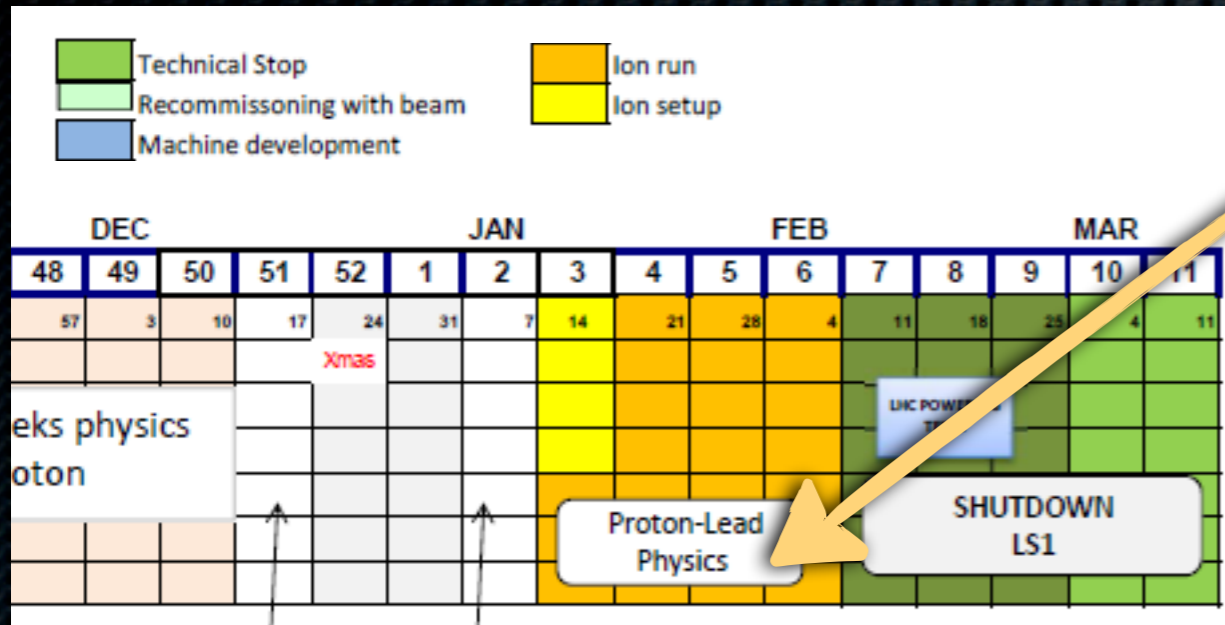 Technical Stop
Ion run
Recommissoning with beam
Ion setup
Machine development
DEC JAN FEB MAR
48 49 50 51 52 1 2 3 4 5 6 7 8 9 10 11
57 3 10 17 24 31 7 14 21 28 4 11 18 25 4 11
Xmas
LHC
eks physics
oton
Proton-Lead
Physics
SHUTDOWN
LS1